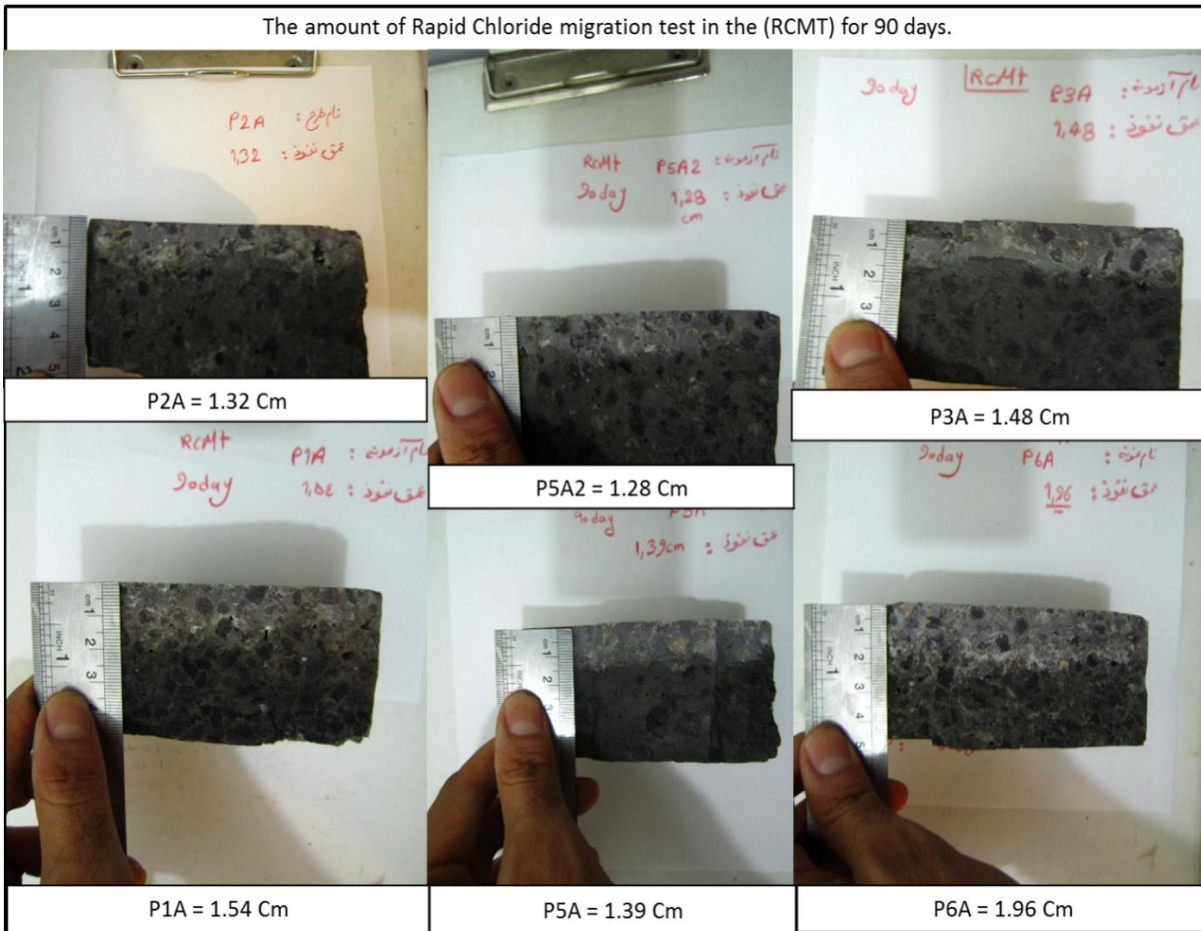 The amount of Rapid Chloride migration test in the (RCMT) for 90 days.
نام طرح : P2A
عمق نفوذ : 1,32
P2A = 1.32 Cm
نام آزمونه : P5A2 RCMt
عمق نفوذ : 1,28 cm 90day
P5A2 = 1.28 Cm
نام آزمونه : P3A RCMt 90day
عمق نفوذ : 1,48
P3A = 1.48 Cm
نام آزمونه : P1A RCMt
عمق نفوذ : 1,54 90day
P1A = 1.54 Cm
90day
عمق نفوذ : 1,39cm
P5A = 1.39 Cm
نام نمونه : P6A 90day
عمق نفوذ : 1,96
P6A = 1.96 Cm